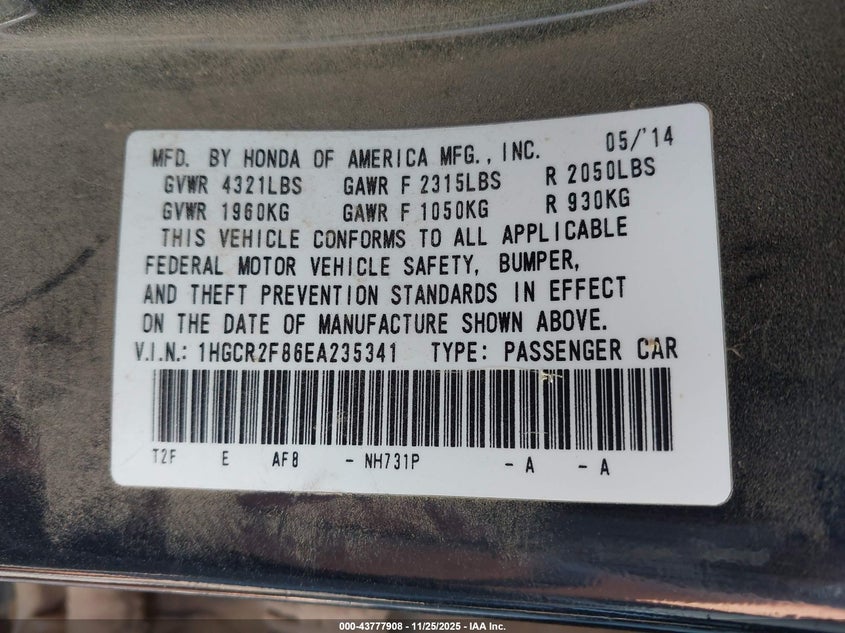 MFD. BY HONDA OF AMERICA MFG., INC. 05/'14
GVWR 4321LBS GAWR F 2315LBS R 2050LBS
GVWR 1960KG GAWR F 1050KG R 930KG
THIS VEHICLE CONFORMS TO ALL APPLICABLE
FEDERAL MOTOR VEHICLE SAFETY, BUMPER,
AND THEFT PREVENTION STANDARDS IN EFFECT
ON THE DATE OF MANUFACTURE SHOWN ABOVE.
V.I.N.: 1HGCR2F86EA235341 TYPE: PASSENGER CAR
T2F E AF8 - NH731P - A - A
000-43777908 - 11/25/2025 - IAA Inc.